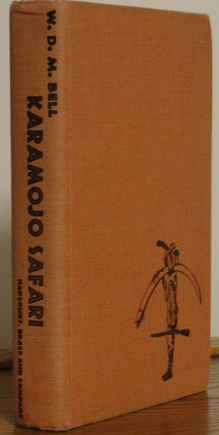 W. D. M. BELL
KARAMOJO SAFARI
HARCOURT, BRACE AND COMPANY